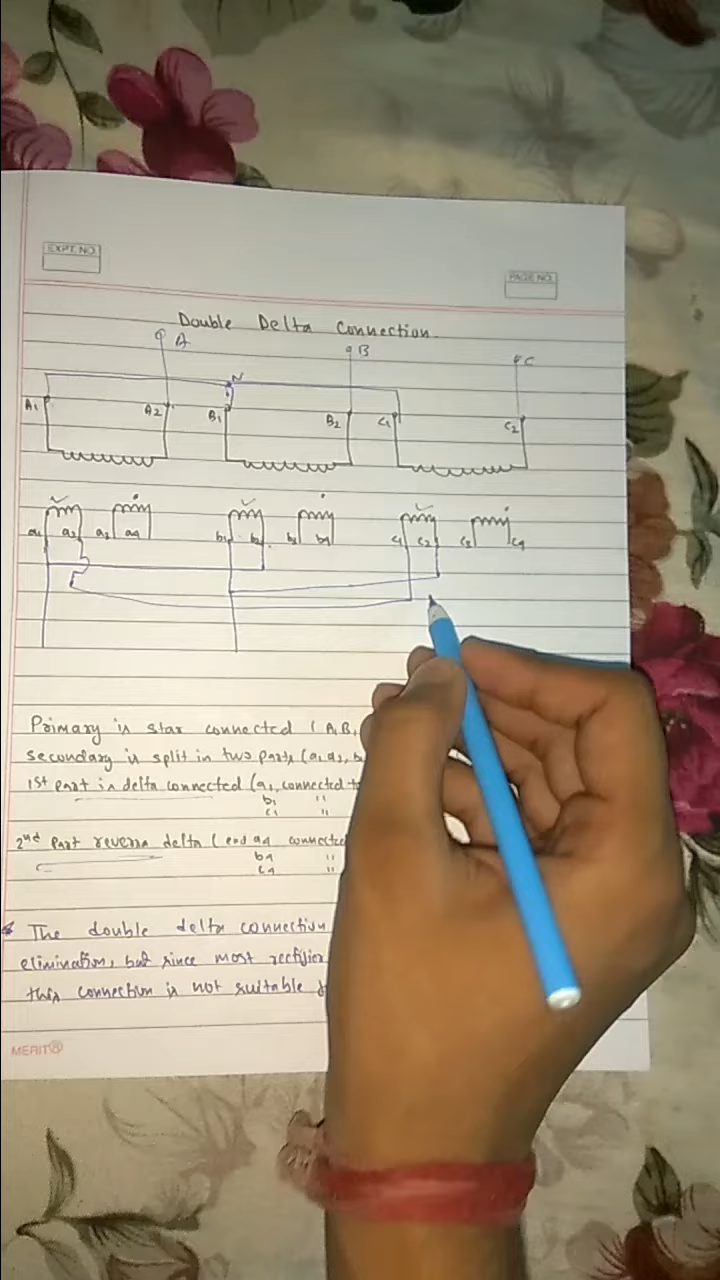 EXPT. NO.
PAGE NO.
Double Delta Connection.
A B C
N
A1 A2 B1 B2 C1 C2
a1 a2 a3 a4 b1 b2 b3 b4 c1 c2 c3 c4
Primary is star connected (A,B,
secondary is split in two parts (a1 a2, b
1st part is delta connected (a1 connected t
b1 "
c1 "
2nd Part reverse delta (end a4 connected
b4 "
c4 "
* The double delta connection
elimination, but since most rectifier
this connection is not suitable f
MERIT®